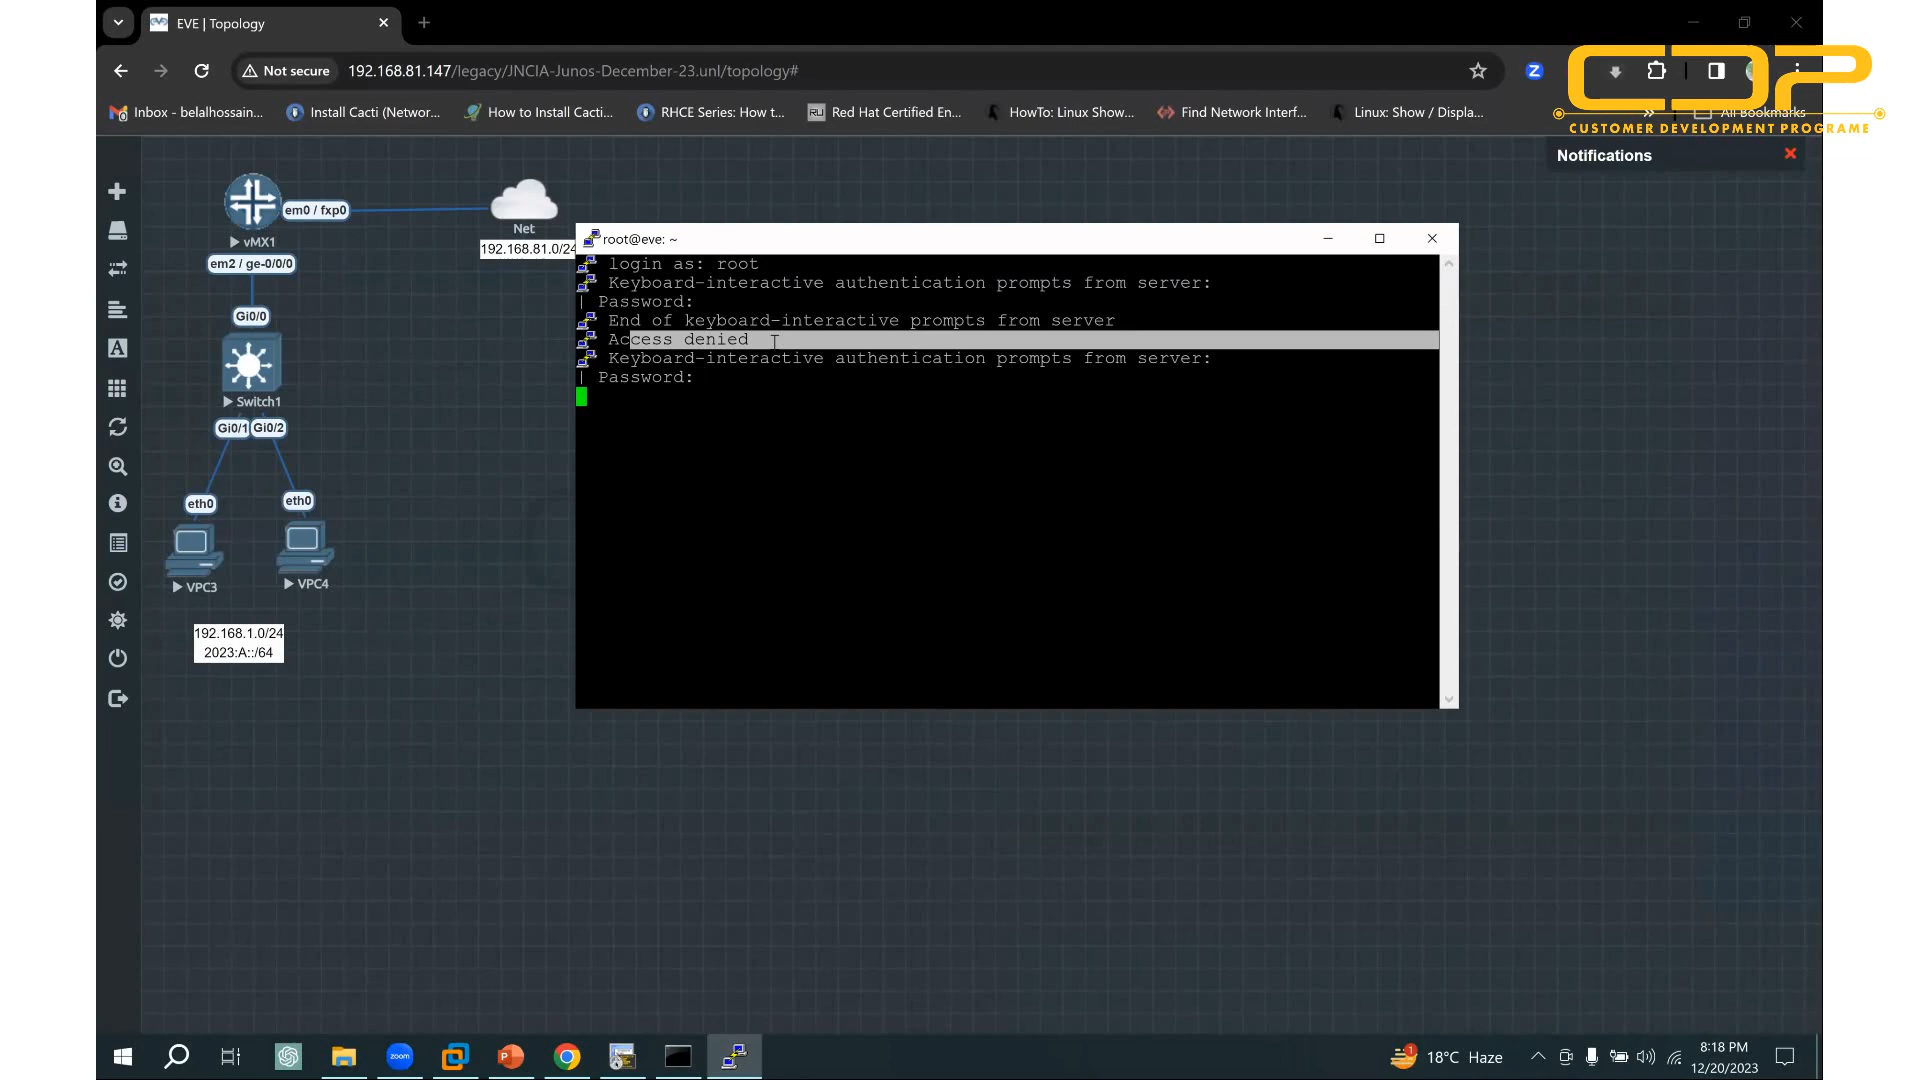 EVE | Topology
Not secure
192.168.81.147/legacy/JNCIA-Junos-December-23.unl/topology#
Inbox - belalhossain...
Install Cacti (Networ...
How to Install Cacti...
RHCE Series: How t...
Red Hat Certified En...
HowTo: Linux Show...
Find Network Interf...
Linux: Show / Displa...
All Bookmarks
CDP
CUSTOMER DEVELOPMENT PROGRAME
Notifications
em0 / fxp0
vMX1
Net
192.168.81.0/24
em2 / ge-0/0/0
Gi0/0
Switch1
Gi0/1
Gi0/2
eth0
eth0
VPC3
VPC4
192.168.1.0/24
2023:A::/64
root@eve: ~
login as: root
Keyboard-interactive authentication prompts from server:
| Password:
End of keyboard-interactive prompts from server
Access denied
Keyboard-interactive authentication prompts from server:
| Password:
zoom
1
18°C Haze
8:18 PM
12/20/2023